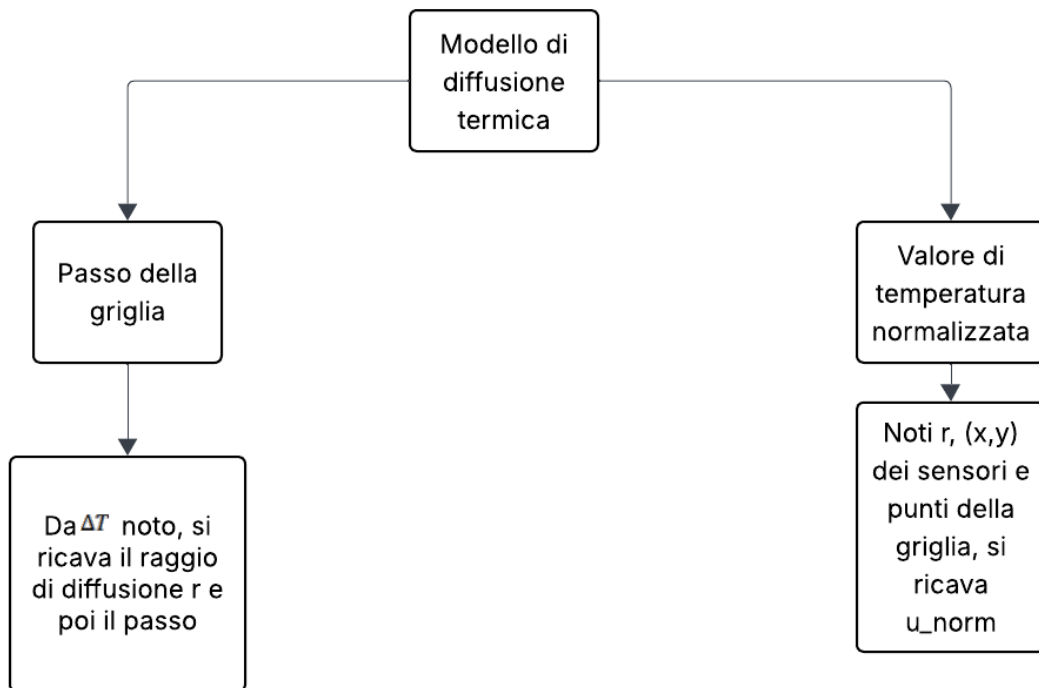 Modello di
diffusione
termica
Passo della
griglia
Valore di
temperatura
normalizzata
Da ΔT noto, si
ricava il raggio
di diffusione r e
poi il passo
Noti r, (x,y)
dei sensori e
punti della
griglia, si
ricava
u_norm